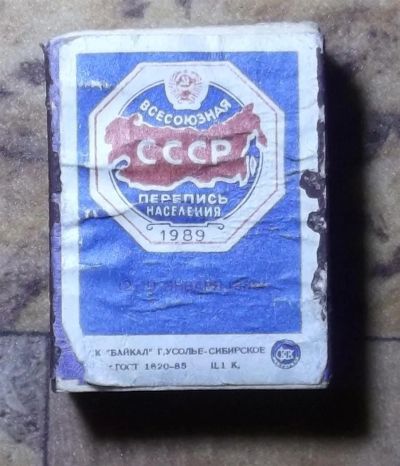 ВСЕСОЮЗНАЯ
СССР
ПЕРЕПИСЬ
НАСЕЛЕНИЯ
1989
К "БАЙКАЛ" Г.УСОЛЬЕ-СИБИРСКОЕ
ГОСТ 1820-85 Ц.1 К.